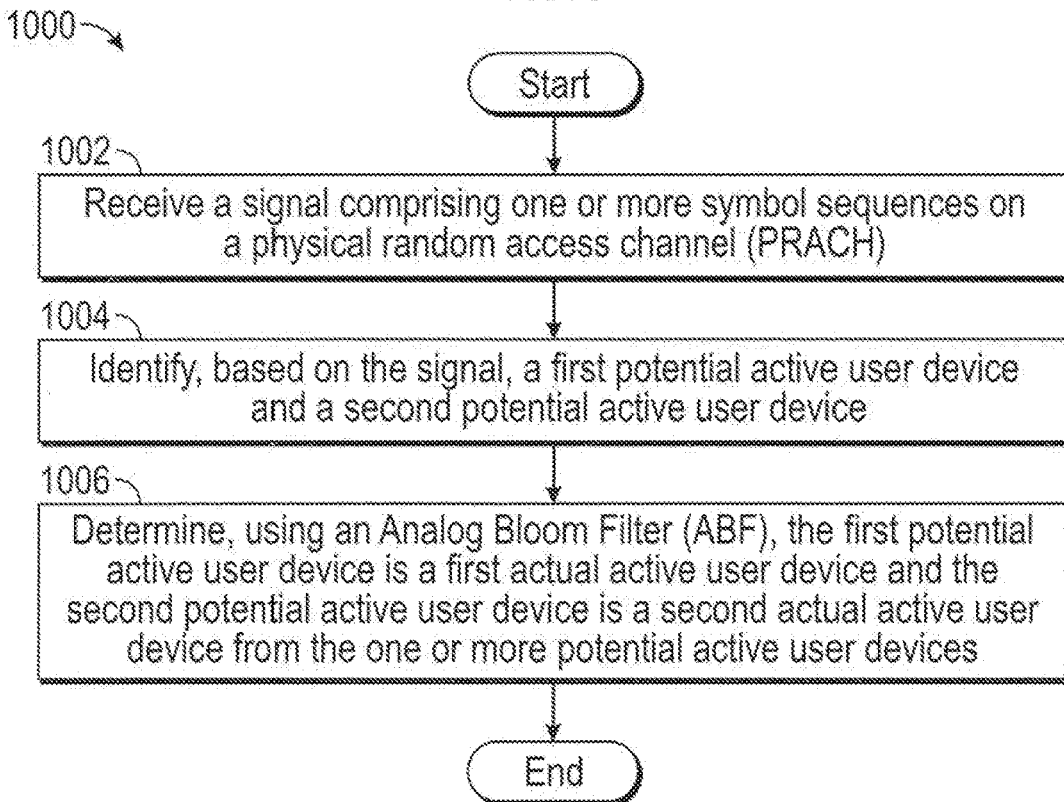 1000
Start
1002
Receive a signal comprising one or more symbol sequences on
a physical random access channel (PRACH)
1004
Identify, based on the signal, a first potential active user device
and a second potential active user device
1006
Determine, using an Analog Bloom Filter (ABF), the first potential
active user device is a first actual active user device and the
second potential active user device is a second actual active user
device from the one or more potential active user devices
End